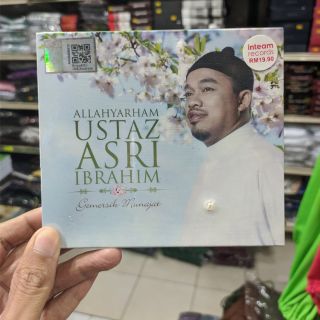 inteam
records
RM19.90
ALLAHYARHAM
USTAZ
ASRI
IBRAHIM
&
Gemersik Munajat